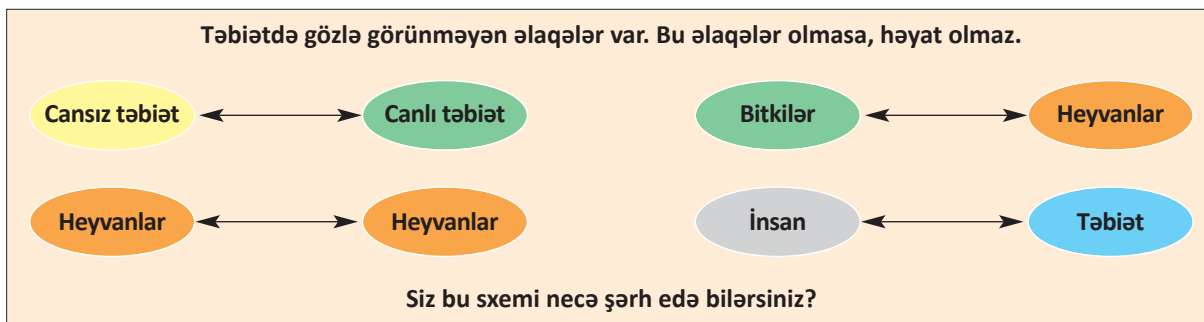 Təbiətdə gözlə görünməyən əlaqələr var. Bu əlaqələr olmasa, həyat olmaz.
Cansız təbiət
Canlı təbiət
Bitkilər
Heyvanlar
Heyvanlar
Heyvanlar
İnsan
Təbiət
Siz bu sxemi necə şərh edə bilərsiniz?